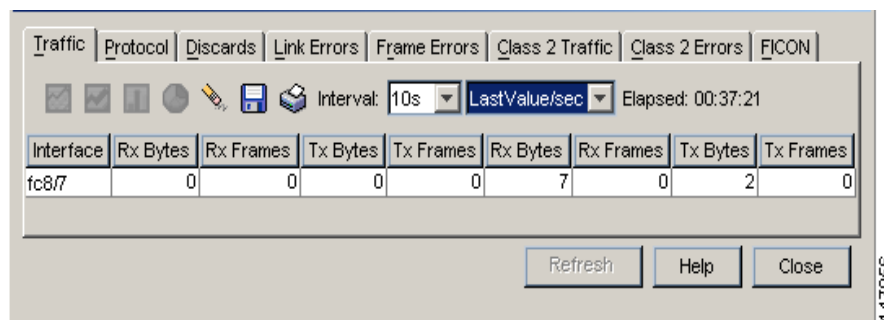 Traffic Protocol Discards Link Errors Frame Errors Class 2 Traffic Class 2 Errors FICON
Interval: 10s LastValue/sec Elapsed: 00:37:21
Interface Rx Bytes Rx Frames Tx Bytes Tx Frames Rx Bytes Rx Frames Tx Bytes Tx Frames
fc8/7 0 0 0 0 7 0 2 0
Refresh Help Close